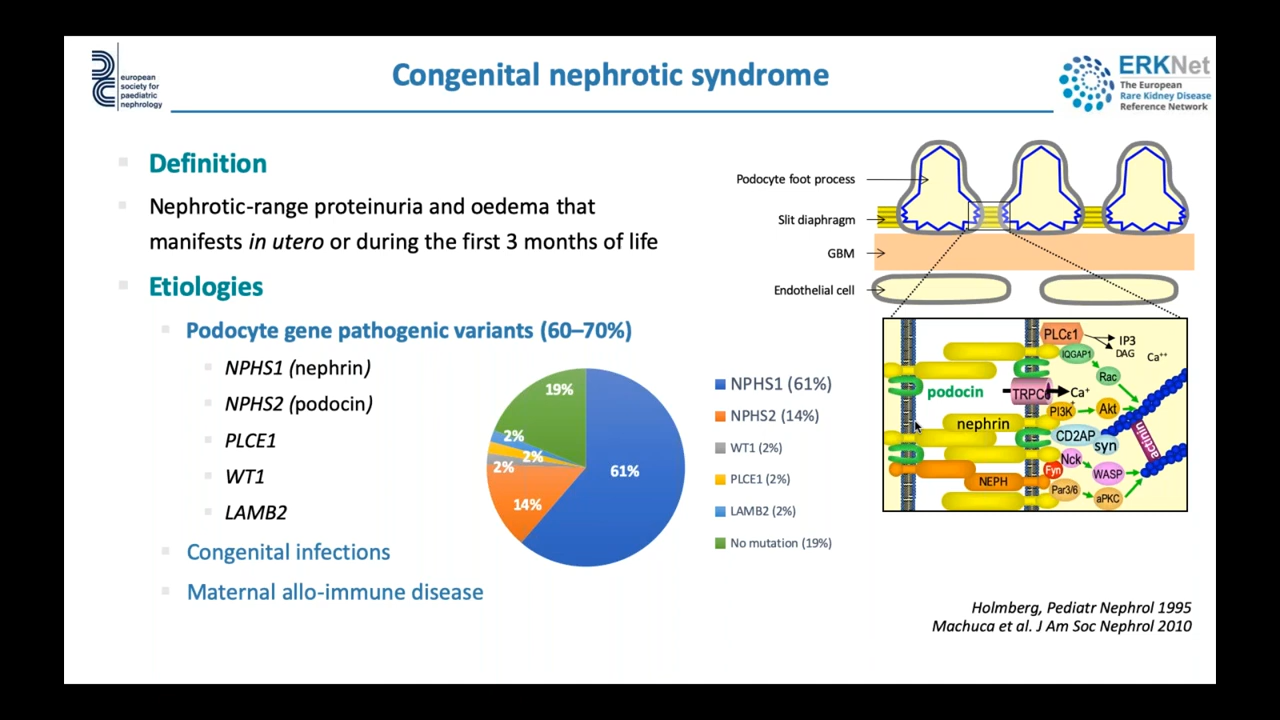 european
society for
paediatric
nephrology
Congenital nephrotic syndrome
ERKNet
The European
Rare Kidney Disease
Reference Network
Definition
Nephrotic-range proteinuria and oedema that
manifests in utero or during the first 3 months of life
Etiologies
Podocyte gene pathogenic variants (60–70%)
NPHS1 (nephrin)
NPHS2 (podocin)
PLCE1
WT1
LAMB2
Congenital infections
Maternal allo-immune disease
19%
2%
2%
2%
14%
61%
NPHS1 (61%)
NPHS2 (14%)
WT1 (2%)
PLCE1 (2%)
LAMB2 (2%)
No mutation (19%)
Podocyte foot process
Slit diaphragm
GBM
Endothelial cell
PLCε1
IP3
DAG
Ca⁺⁺
IQGAP1
Rac
podocin
TRPC6
Ca⁺
PI3K
Akt
nephrin
CD2AP
syn
actinin
Nck
Fyn
WASP
NEPH
Par3/6
aPKC
Holmberg, Pediatr Nephrol 1995
Machuca et al. J Am Soc Nephrol 2010